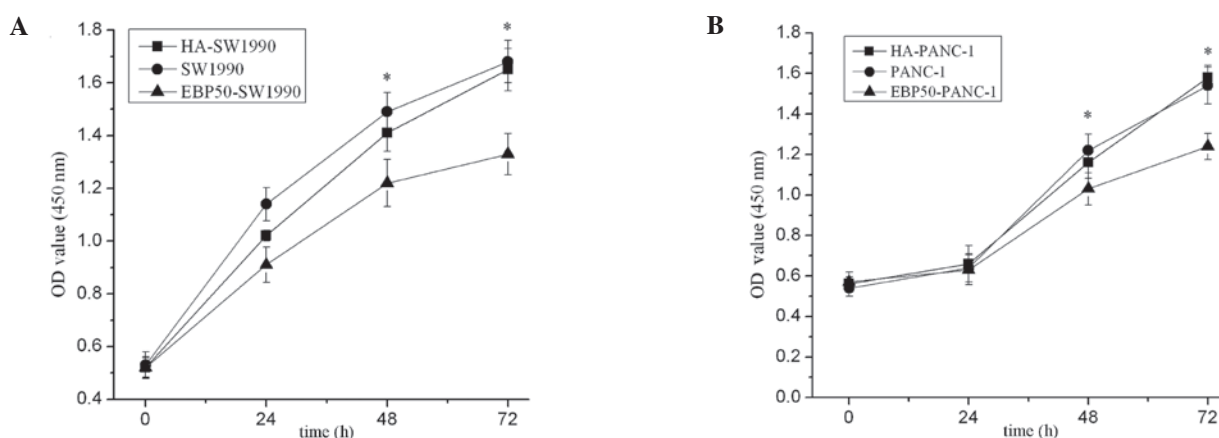 A
HA-SW1990
SW1990
EBP50-SW1990
*
*
1.8
1.6
1.4
1.2
1.0
0.8
0.6
0.4
OD value (450 nm)
0
24
48
72
time (h)
B
HA-PANC-1
PANC-1
EBP50-PANC-1
*
*
1.8
1.6
1.4
1.2
1.0
0.8
0.6
0.4
0.2
0.0
OD value (450 nm)
0
24
48
72
time (h)